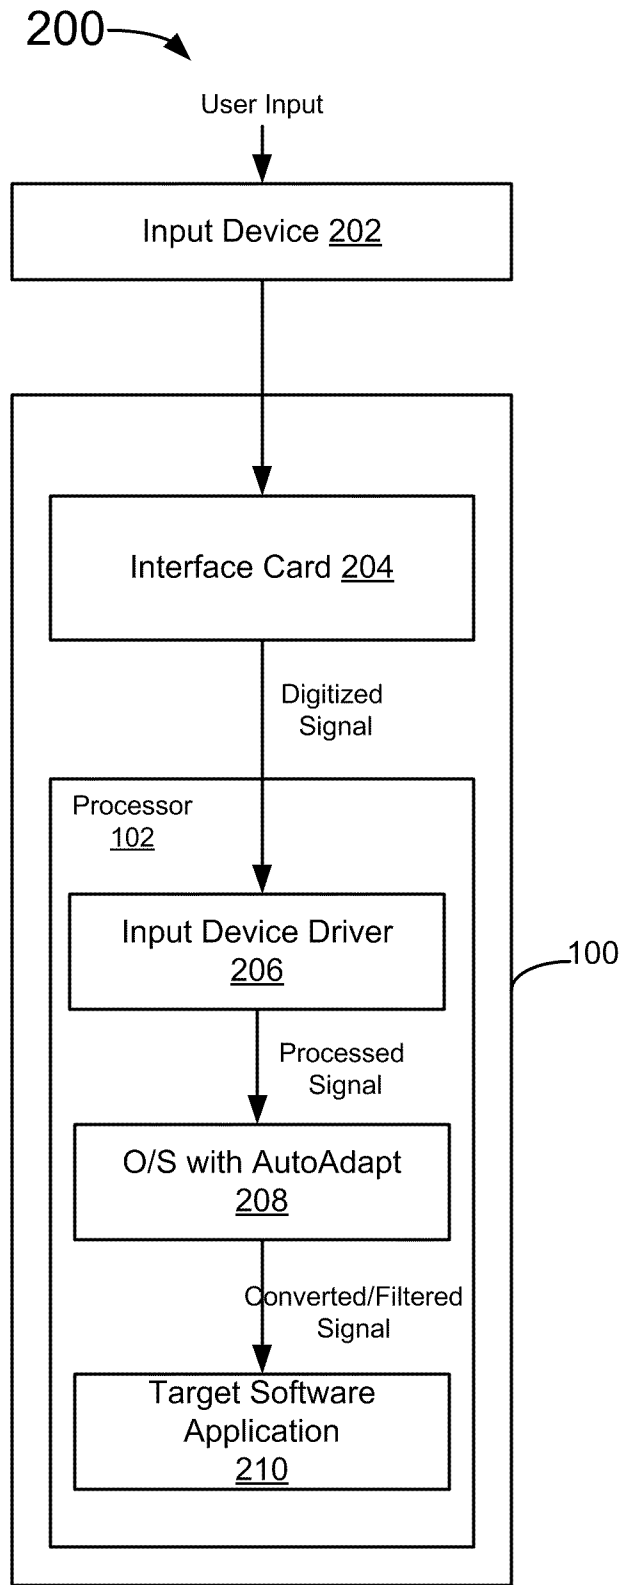 200
User Input
Input Device 202
Interface Card 204
Digitized
Signal
Processor
102
Input Device Driver
206
100
Processed
Signal
O/S with AutoAdapt
208
Converted/Filtered
Signal
Target Software
Application
210